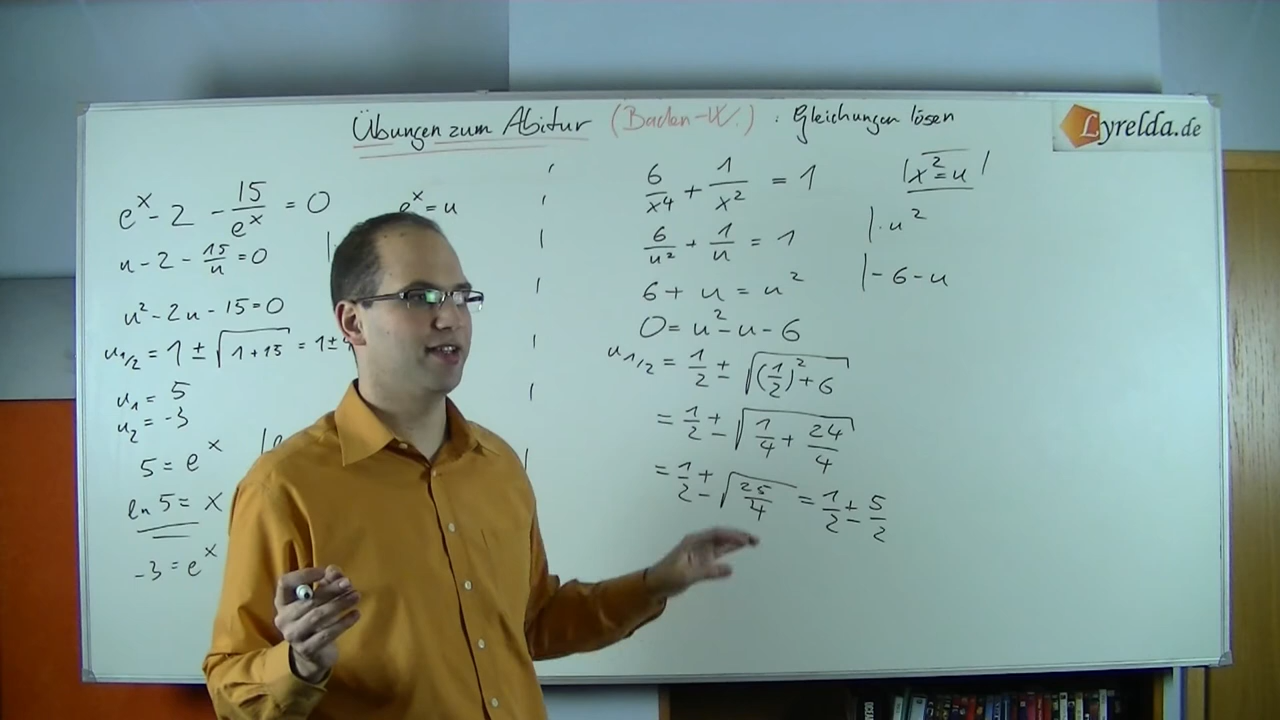 Übungen zum Abitur (Baden-W.) : Gleichungen lösen
Lyrelda.de
e^x - 2 - 15/e^x = 0 e^x = u
u - 2 - 15/u = 0 |
u² - 2u - 15 = 0
u₁/₂ = 1 ± √(1+15) = 1 ± 4
u₁ = 5
u₂ = -3
5 = e^x
ln 5 = x
-3 = e^x
6/x⁴ + 1/x² = 1 |x² = u|
6/u² + 1/u = 1 |· u²
6 + u = u² |- 6 - u
0 = u² - u - 6
u₁/₂ = 1/2 ± √((1/2)² + 6)
= 1/2 ± √(1/4 + 24/4)
= 1/2 ± √(25/4) = 1/2 ± 5/2